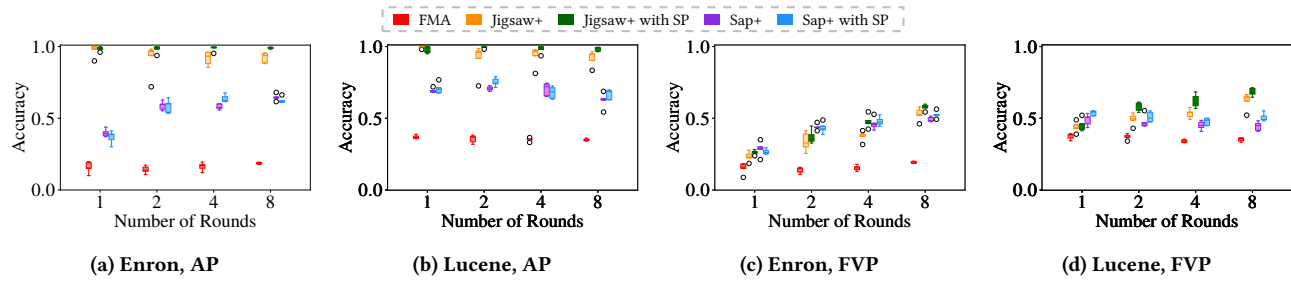 FMA Jigsaw+ Jigsaw+ with SP Sap+ Sap+ with SP
1.0 1.0 1.0 1.0
Accuracy Accuracy Accuracy Accuracy
0.5 0.5 0.5 0.5
0.0 0.0 0.0 0.0
1 2 4 8 1 2 4 8 1 2 4 8 1 2 4 8
Number of Rounds Number of Rounds Number of Rounds Number of Rounds
(a) Enron, AP (b) Lucene, AP (c) Enron, FVP (d) Lucene, FVP